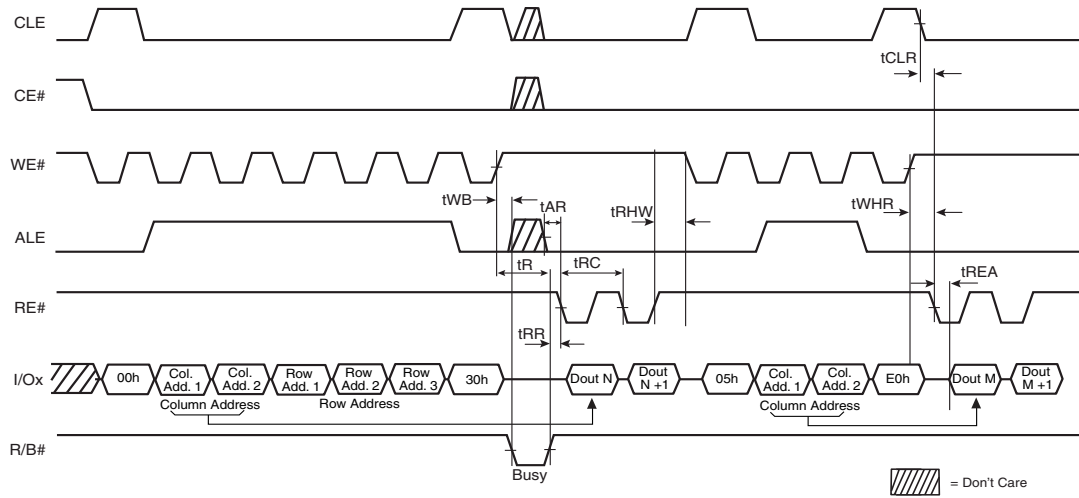 CLE
tCLR
CE#
WE#
tWB
tAR
tRHW
tWHR
ALE
tR
tRC
tREA
RE#
tRR
I/Ox
00h
Col. Add. 1
Col. Add. 2
Row Add. 1
Row Add. 2
Row Add. 3
30h
Dout N
Dout N +1
05h
Col. Add. 1
Col. Add. 2
E0h
Dout M
Dout M +1
Column Address
Row Address
Column Address
R/B#
Busy
= Don't Care